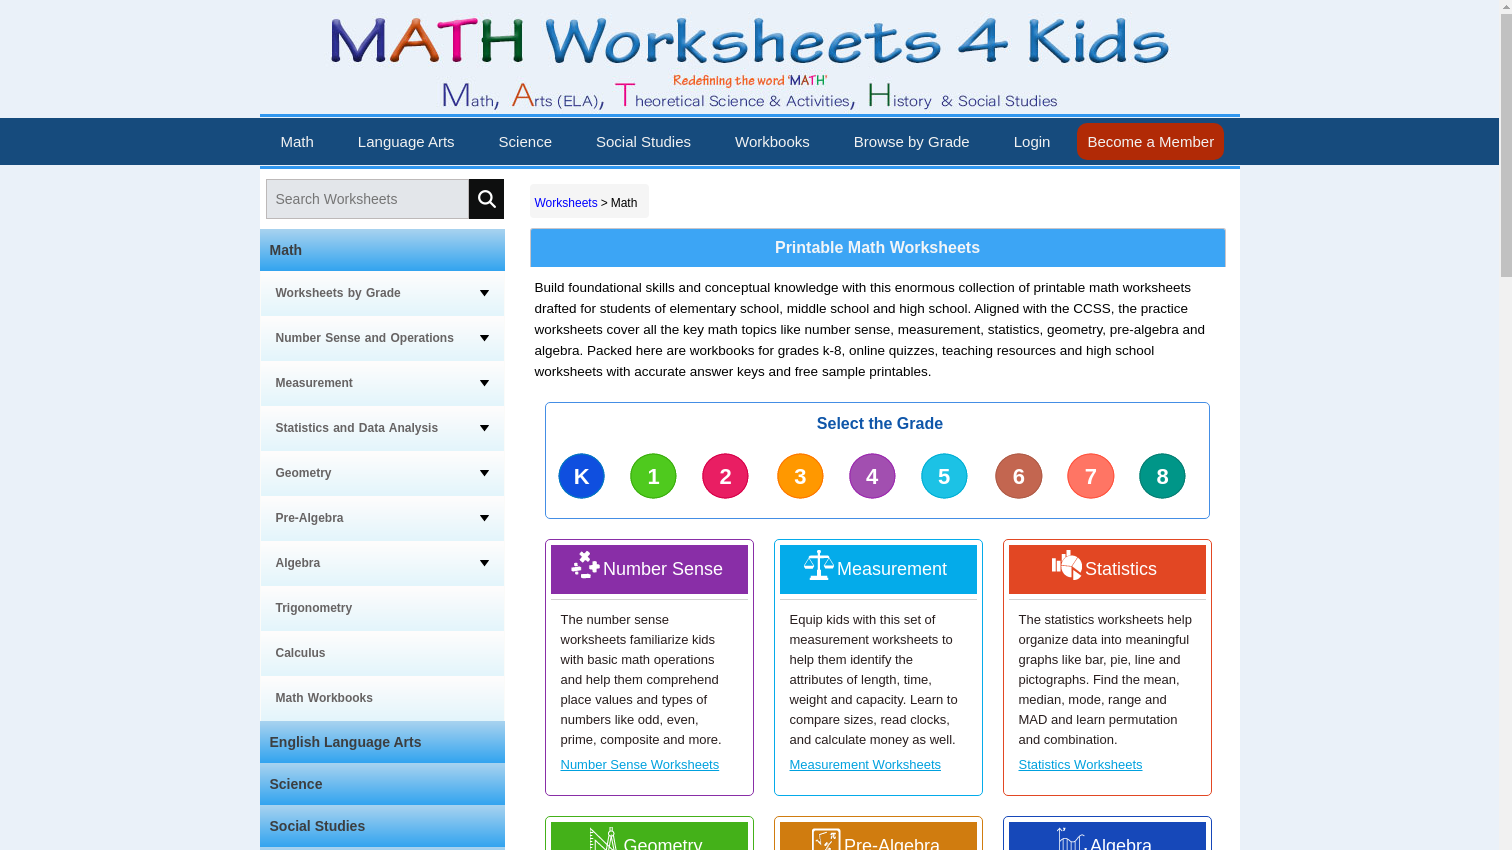 MATH Worksheets 4 Kids
Redefining the word 'MATH'
Math, Arts (ELA), Theoretical Science & Activities, History & Social Studies
Math Language Arts Science Social Studies Workbooks Browse by Grade Login Become a Member
Search Worksheets
Math
Worksheets by Grade
Number Sense and Operations
Measurement
Statistics and Data Analysis
Geometry
Pre-Algebra
Algebra
Trigonometry
Calculus
Math Workbooks
English Language Arts
Science
Social Studies
Worksheets > Math
Printable Math Worksheets
Build foundational skills and conceptual knowledge with this enormous collection of printable math worksheets
drafted for students of elementary school, middle school and high school. Aligned with the CCSS, the practice
worksheets cover all the key math topics like number sense, measurement, statistics, geometry, pre-algebra and
algebra. Packed here are workbooks for grades k-8, online quizzes, teaching resources and high school
worksheets with accurate answer keys and free sample printables.
Select the Grade
K 1 2 3 4 5 6 7 8
Number Sense
The number sense
worksheets familiarize kids
with basic math operations
and help them comprehend
place values and types of
numbers like odd, even,
prime, composite and more.
Number Sense Worksheets
Measurement
Equip kids with this set of
measurement worksheets to
help them identify the
attributes of length, time,
weight and capacity. Learn to
compare sizes, read clocks,
and calculate money as well.
Measurement Worksheets
Statistics
The statistics worksheets help
organize data into meaningful
graphs like bar, pie, line and
pictographs. Find the mean,
median, mode, range and
MAD and learn permutation
and combination.
Statistics Worksheets
Geometry
Pre-Algebra
Algebra